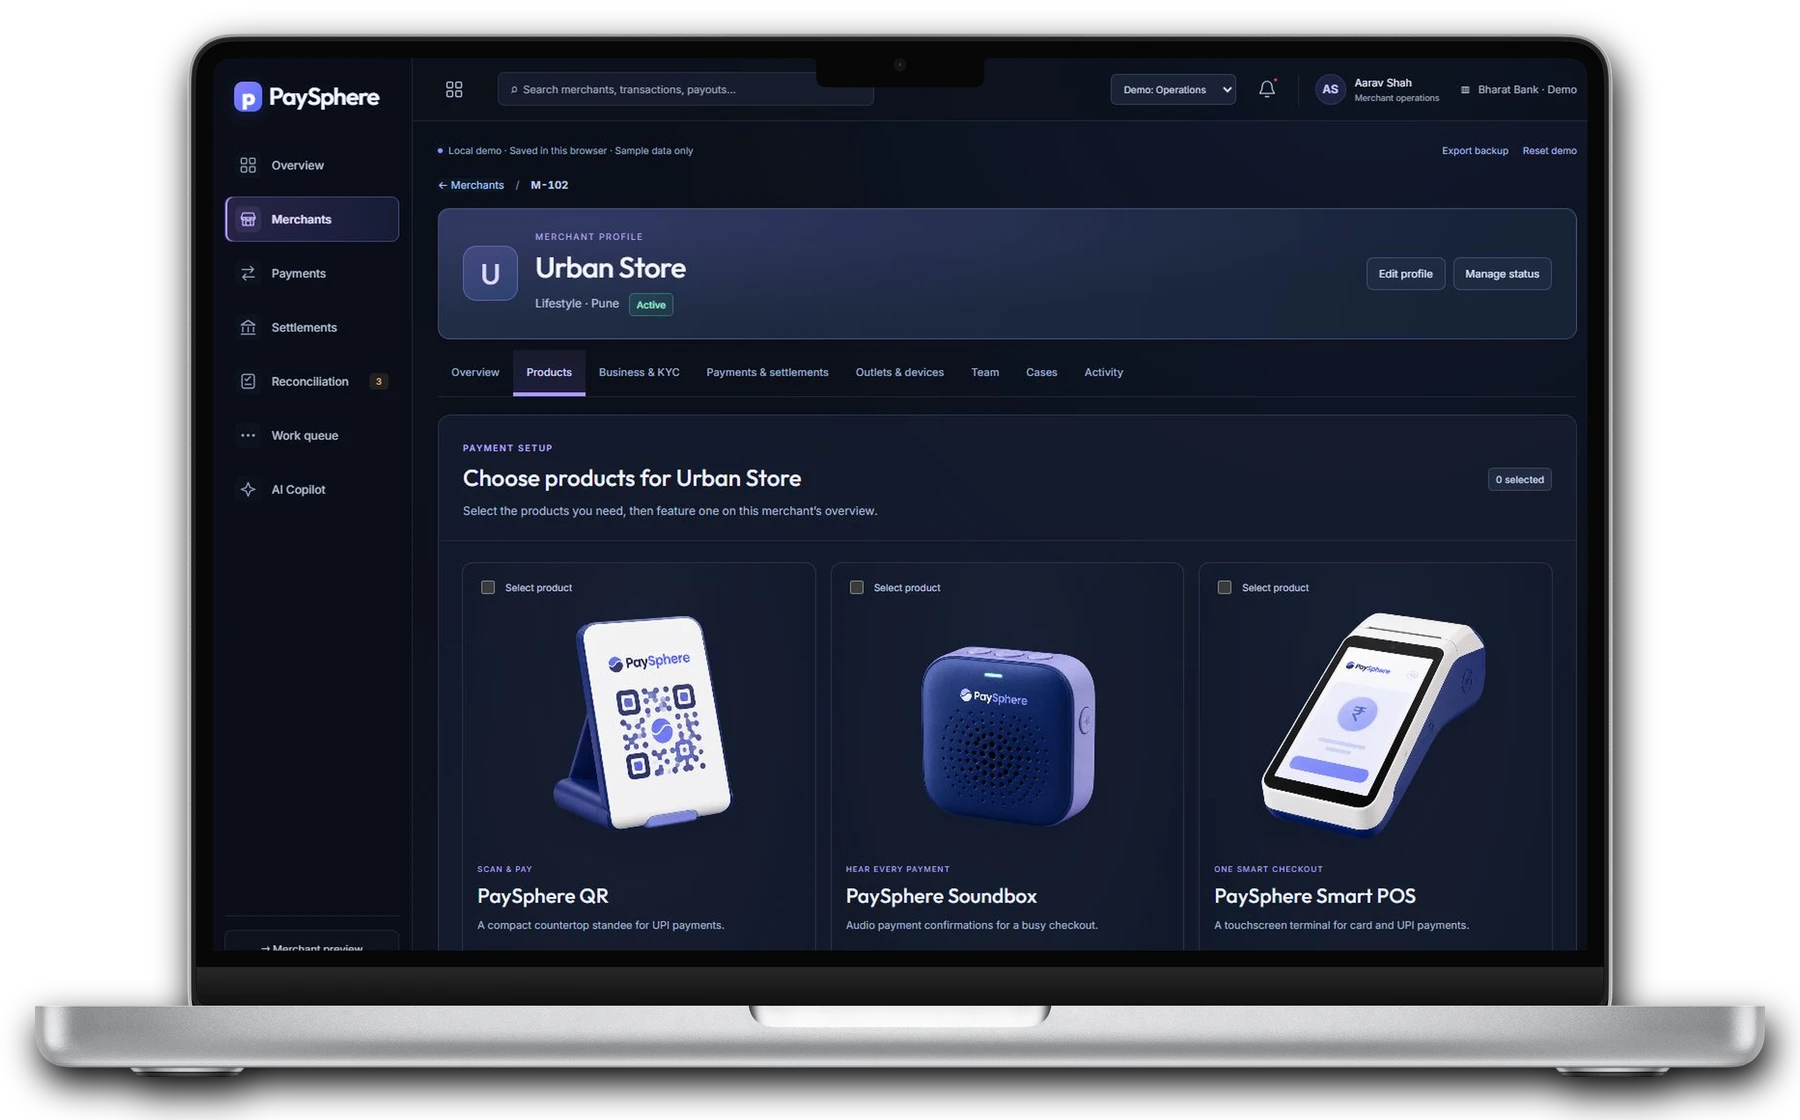 PaySphere
Overview
Merchants
Payments
Settlements
Reconciliation 3
Work queue
AI Copilot
→ Merchant preview
Search merchants, transactions, payouts...
Demo: Operations
AS
Aarav Shah
Merchant operations
Bharat Bank · Demo
Local demo · Saved in this browser · Sample data only
Export backup
Reset demo
← Merchants / M-102
MERCHANT PROFILE
U
Urban Store
Lifestyle · Pune
Active
Edit profile
Manage status
Overview
Products
Business & KYC
Payments & settlements
Outlets & devices
Team
Cases
Activity
PAYMENT SETUP
Choose products for Urban Store
0 selected
Select the products you need, then feature one on this merchant's overview.
Select product
PaySphere
SCAN & PAY
PaySphere QR
A compact countertop standee for UPI payments.
Select product
PaySphere
HEAR EVERY PAYMENT
PaySphere Soundbox
Audio payment confirmations for a busy checkout.
Select product
PaySphere
₹
ONE SMART CHECKOUT
PaySphere Smart POS
A touchscreen terminal for card and UPI payments.